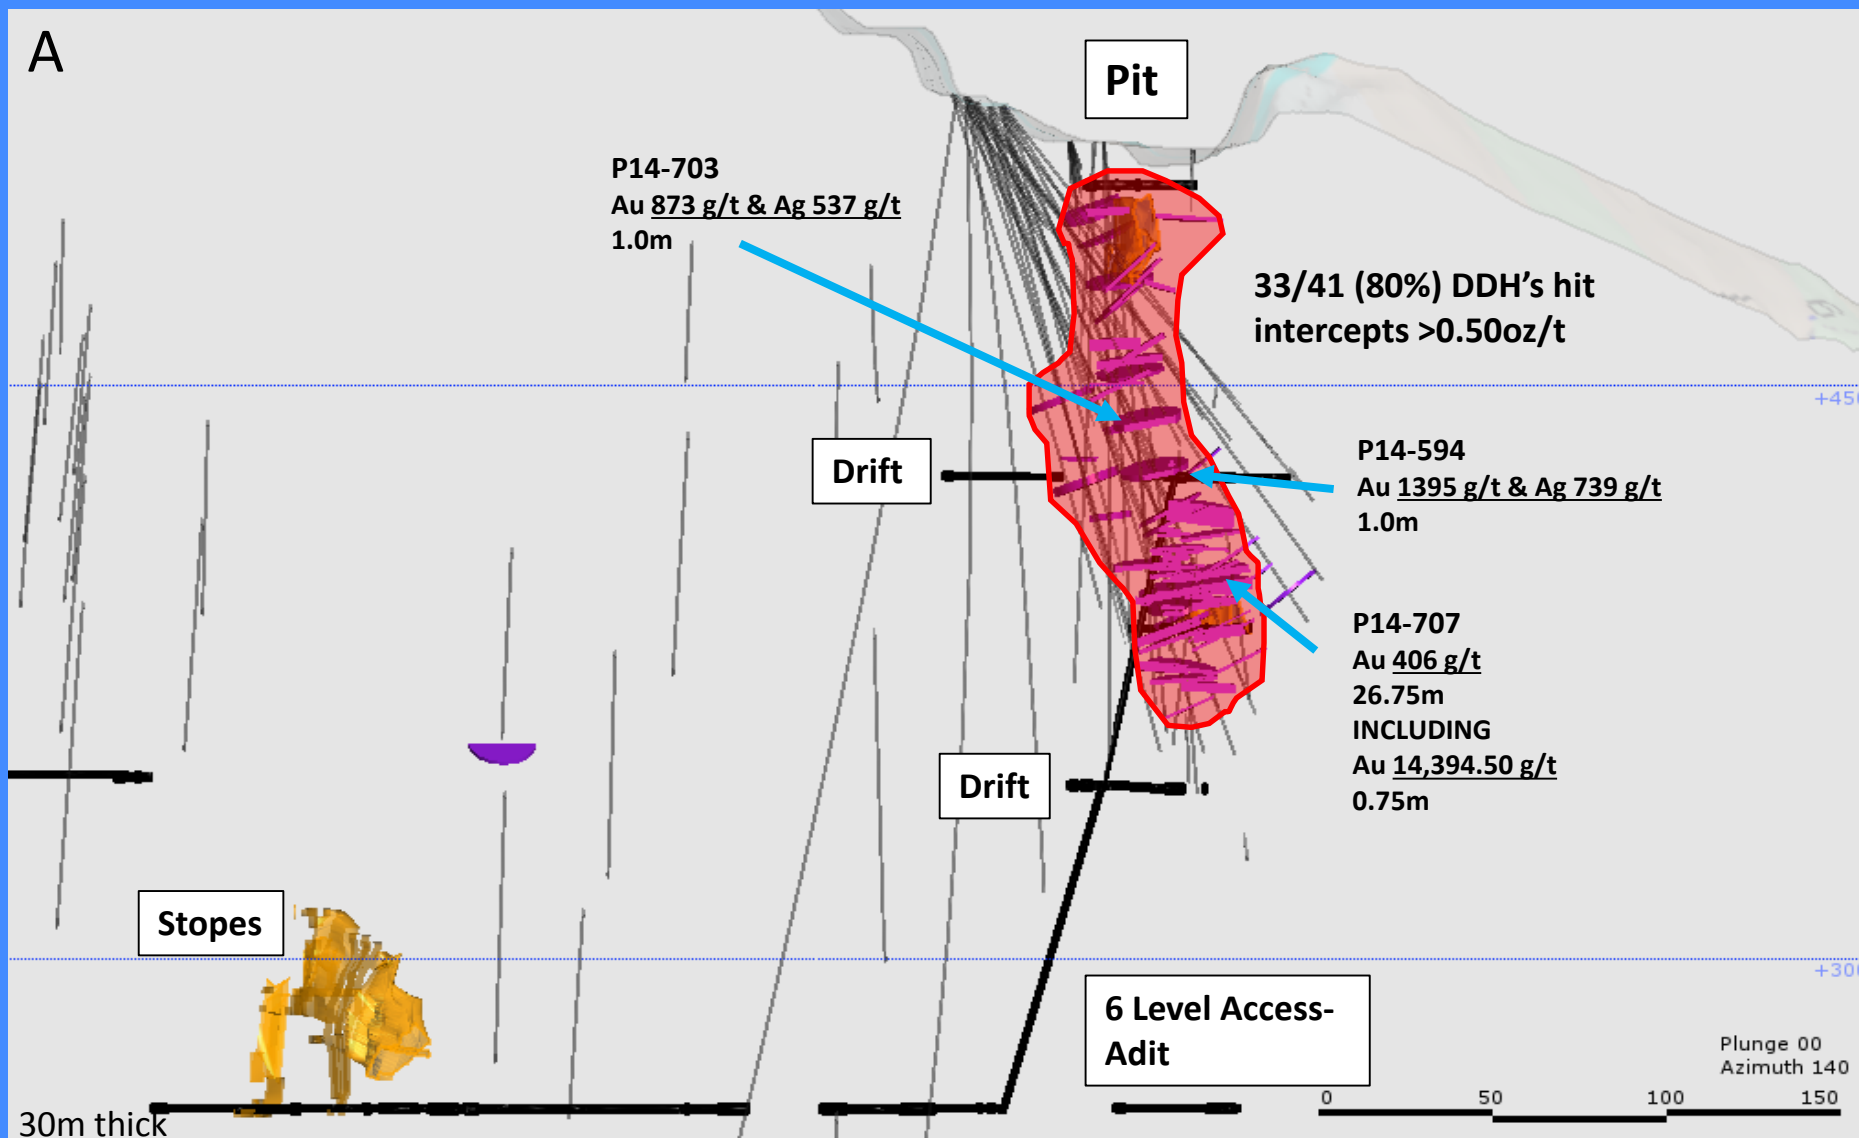 A
Pit
P14-703
Au 873 g/t & Ag 537 g/t
1.0m
33/41 (80%) DDH's hit
intercepts >0.50oz/t
+450
Drift
P14-594
Au 1395 g/t & Ag 739 g/t
1.0m
P14-707
Au 406 g/t
26.75m
INCLUDING
Au 14,394.50 g/t
0.75m
Drift
Stopes
+300
6 Level Access-
Adit
Plunge 00
Azimuth 140
0 50 100 150
30m thick